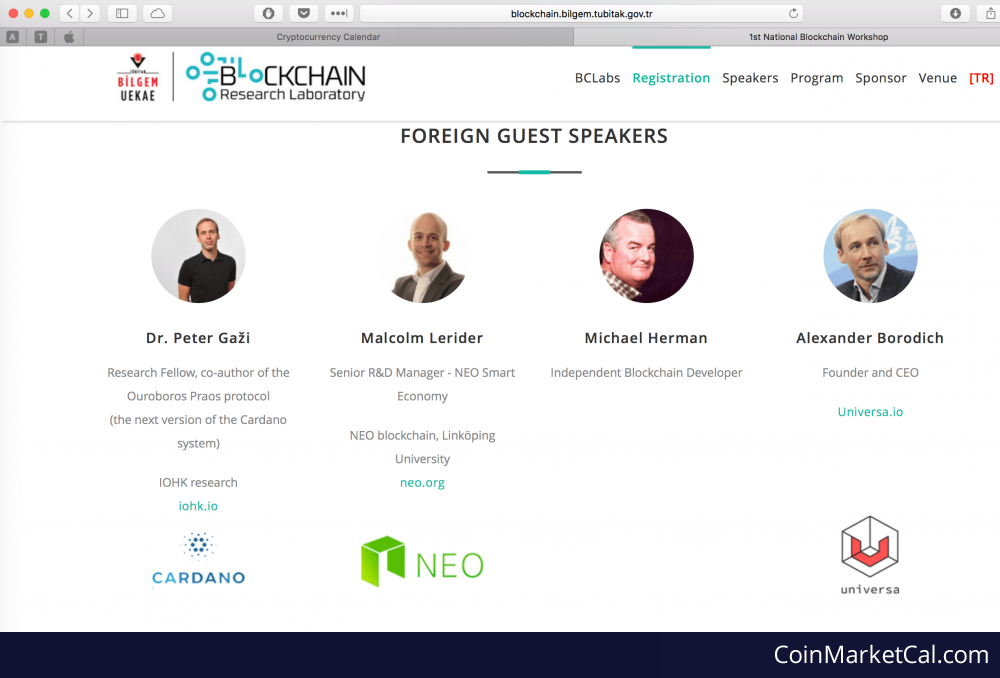 blockchain.bilgem.tubitak.gov.tr
A T Cryptocurrency Calendar 1st National Blockchain Workshop
TÜBİTAK
BİLGEM
UEKAE
BLoCKCHAIN
Research Laboratory
BCLabs Registration Speakers Program Sponsor Venue [TR]
FOREIGN GUEST SPEAKERS
Dr. Peter Gaži
Research Fellow, co-author of the
Ouroboros Praos protocol
(the next version of the Cardano
system)
IOHK research
iohk.io
CARDANO
Malcolm Lerider
Senior R&D Manager - NEO Smart
Economy
NEO blockchain, Linköping
University
neo.org
NEO
Michael Herman
Independent Blockchain Developer
Alexander Borodich
Founder and CEO
Universa.io
universa
CoinMarketCal.com